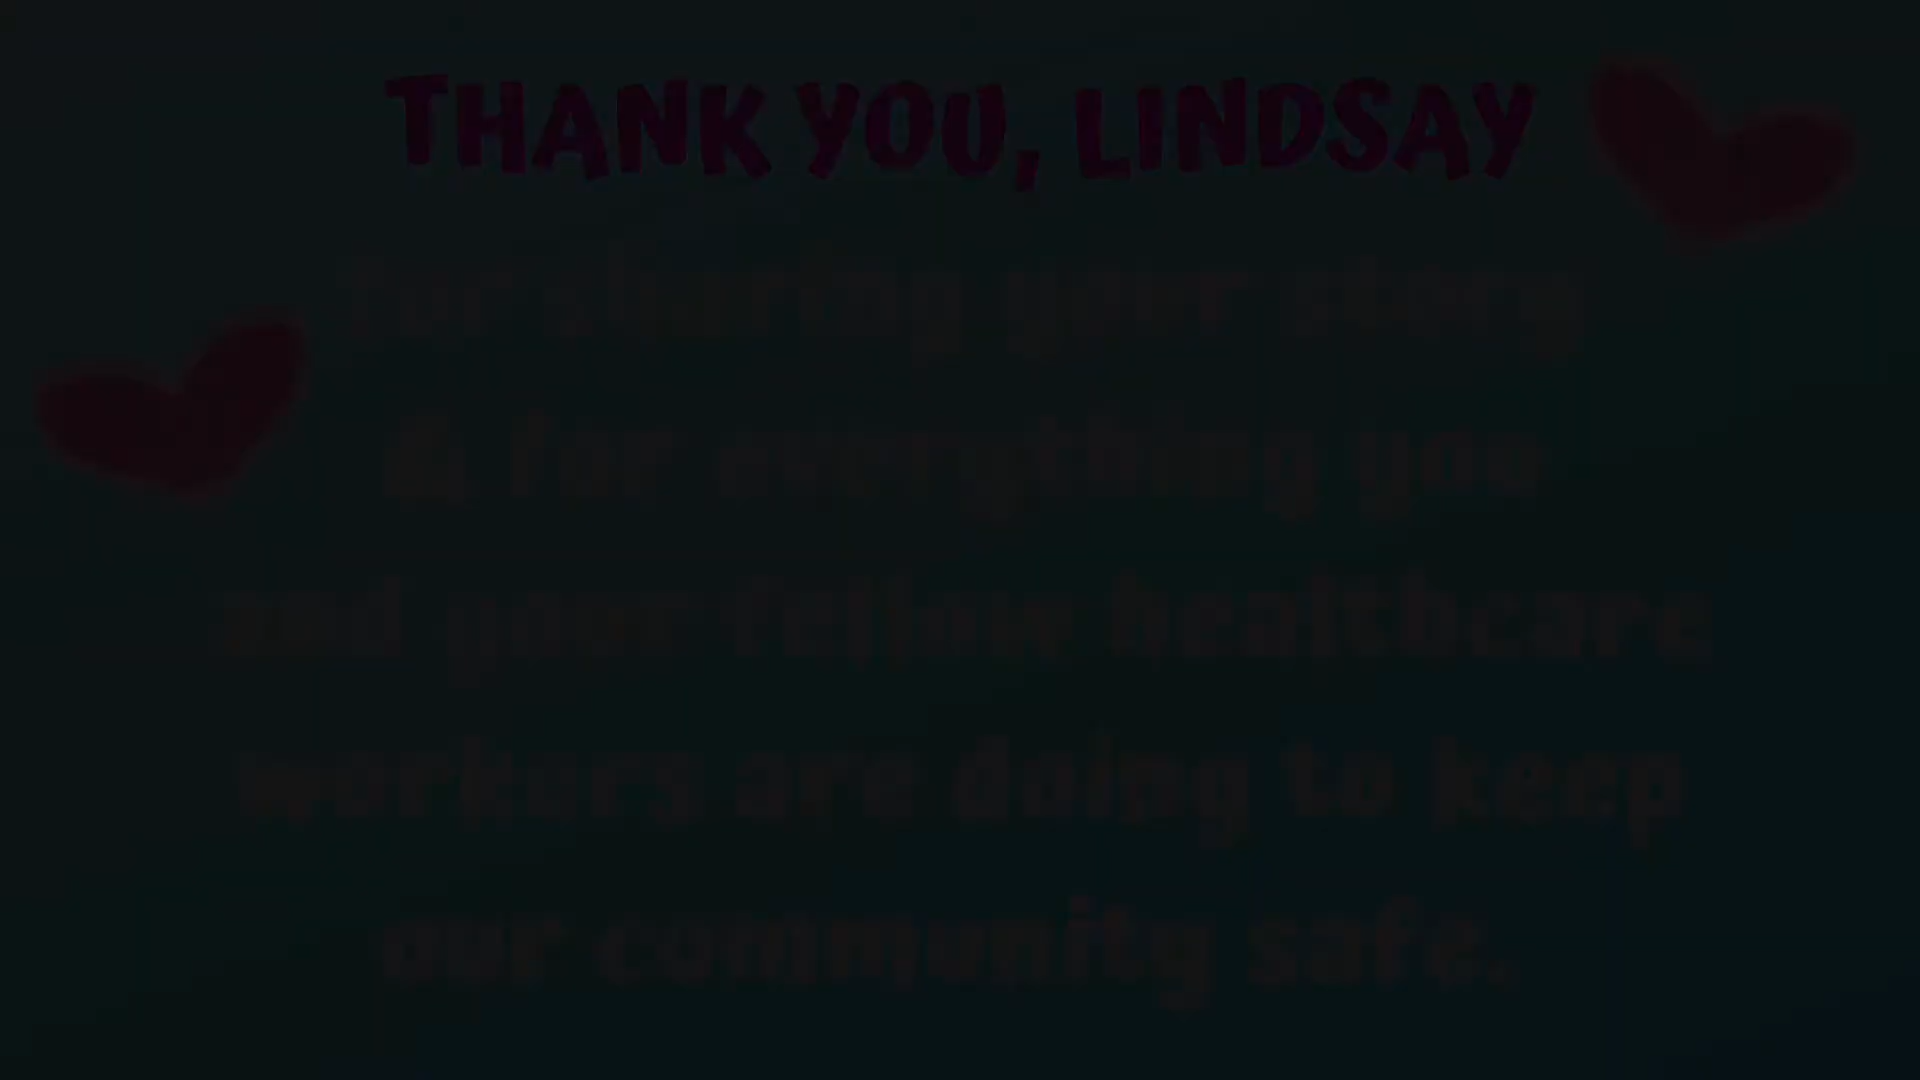 THANK YOU, LINDSAY
for sharing your story
& for everything you
and your fellow healthcare
workers are doing to keep
our community safe.